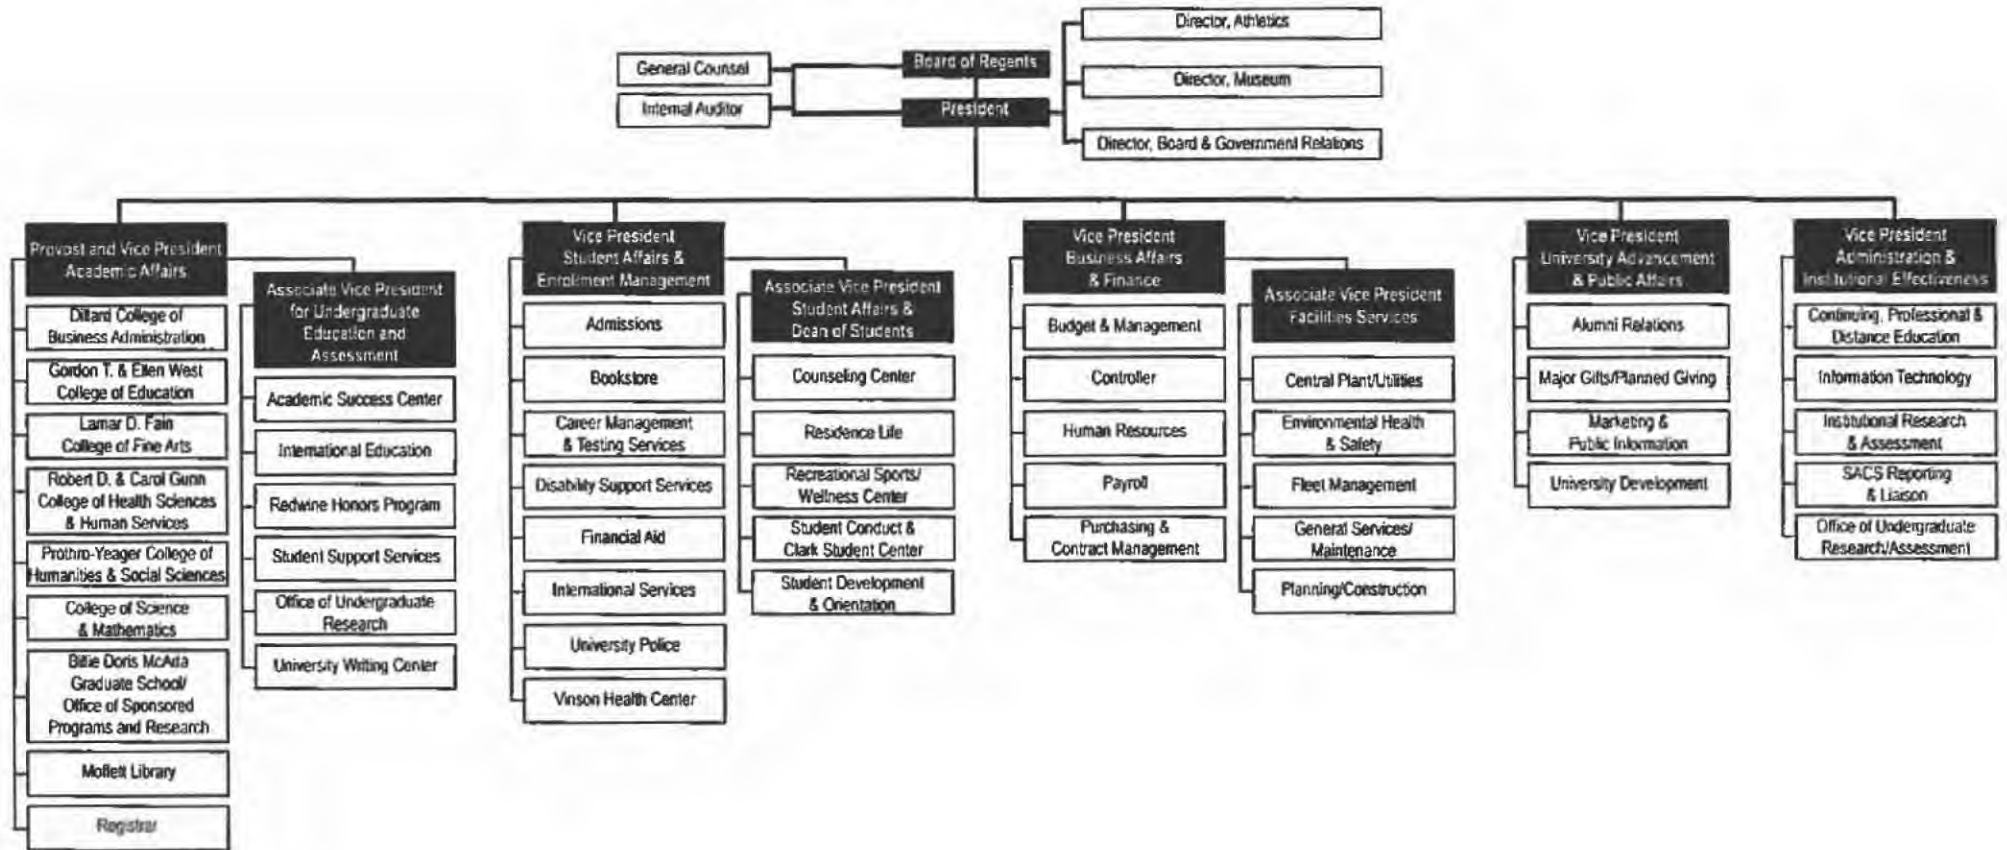 Director, Athletics
Board of Regents
General Counsel
Director, Museum
Internal Auditor
President
Director, Board & Government Relations
Provost and Vice President
Academic Affairs
Dillard College of
Business Administration
Gordon T. & Ellen West
College of Education
Lamar D. Fain
College of Fine Arts
Robert D. & Carol Gunn
College of Health Sciences
& Human Services
Prothro-Yeager College of
Humanities & Social Sciences
College of Science
& Mathematics
Billie Doris McAda
Graduate School/
Office of Sponsored
Programs and Research
Moffett Library
Registrar
Associate Vice President
for Undergraduate
Education and
Assessment
Academic Success Center
International Education
Redwine Honors Program
Student Support Services
Office of Undergraduate
Research
University Writing Center
Vice President
Student Affairs &
Enrollment Management
Admissions
Bookstore
Career Management
& Testing Services
Disability Support Services
Financial Aid
International Services
University Police
Vinson Health Center
Associate Vice President
Student Affairs &
Dean of Students
Counseling Center
Residence Life
Recreational Sports/
Wellness Center
Student Conduct &
Clark Student Center
Student Development
& Orientation
Vice President
Business Affairs
& Finance
Budget & Management
Controller
Human Resources
Payroll
Purchasing &
Contract Management
Associate Vice President
Facilities Services
Central Plant/Utilities
Environmental Health
& Safety
Fleet Management
General Services/
Maintenance
Planning/Construction
Vice President
University Advancement
& Public Affairs
Alumni Relations
Major Gifts/Planned Giving
Marketing &
Public Information
University Development
Vice President
Administration &
Institutional Effectiveness
Continuing, Professional &
Distance Education
Information Technology
Institutional Research
& Assessment
SACS Reporting
& Liaison
Office of Undergraduate
Research/Assessment